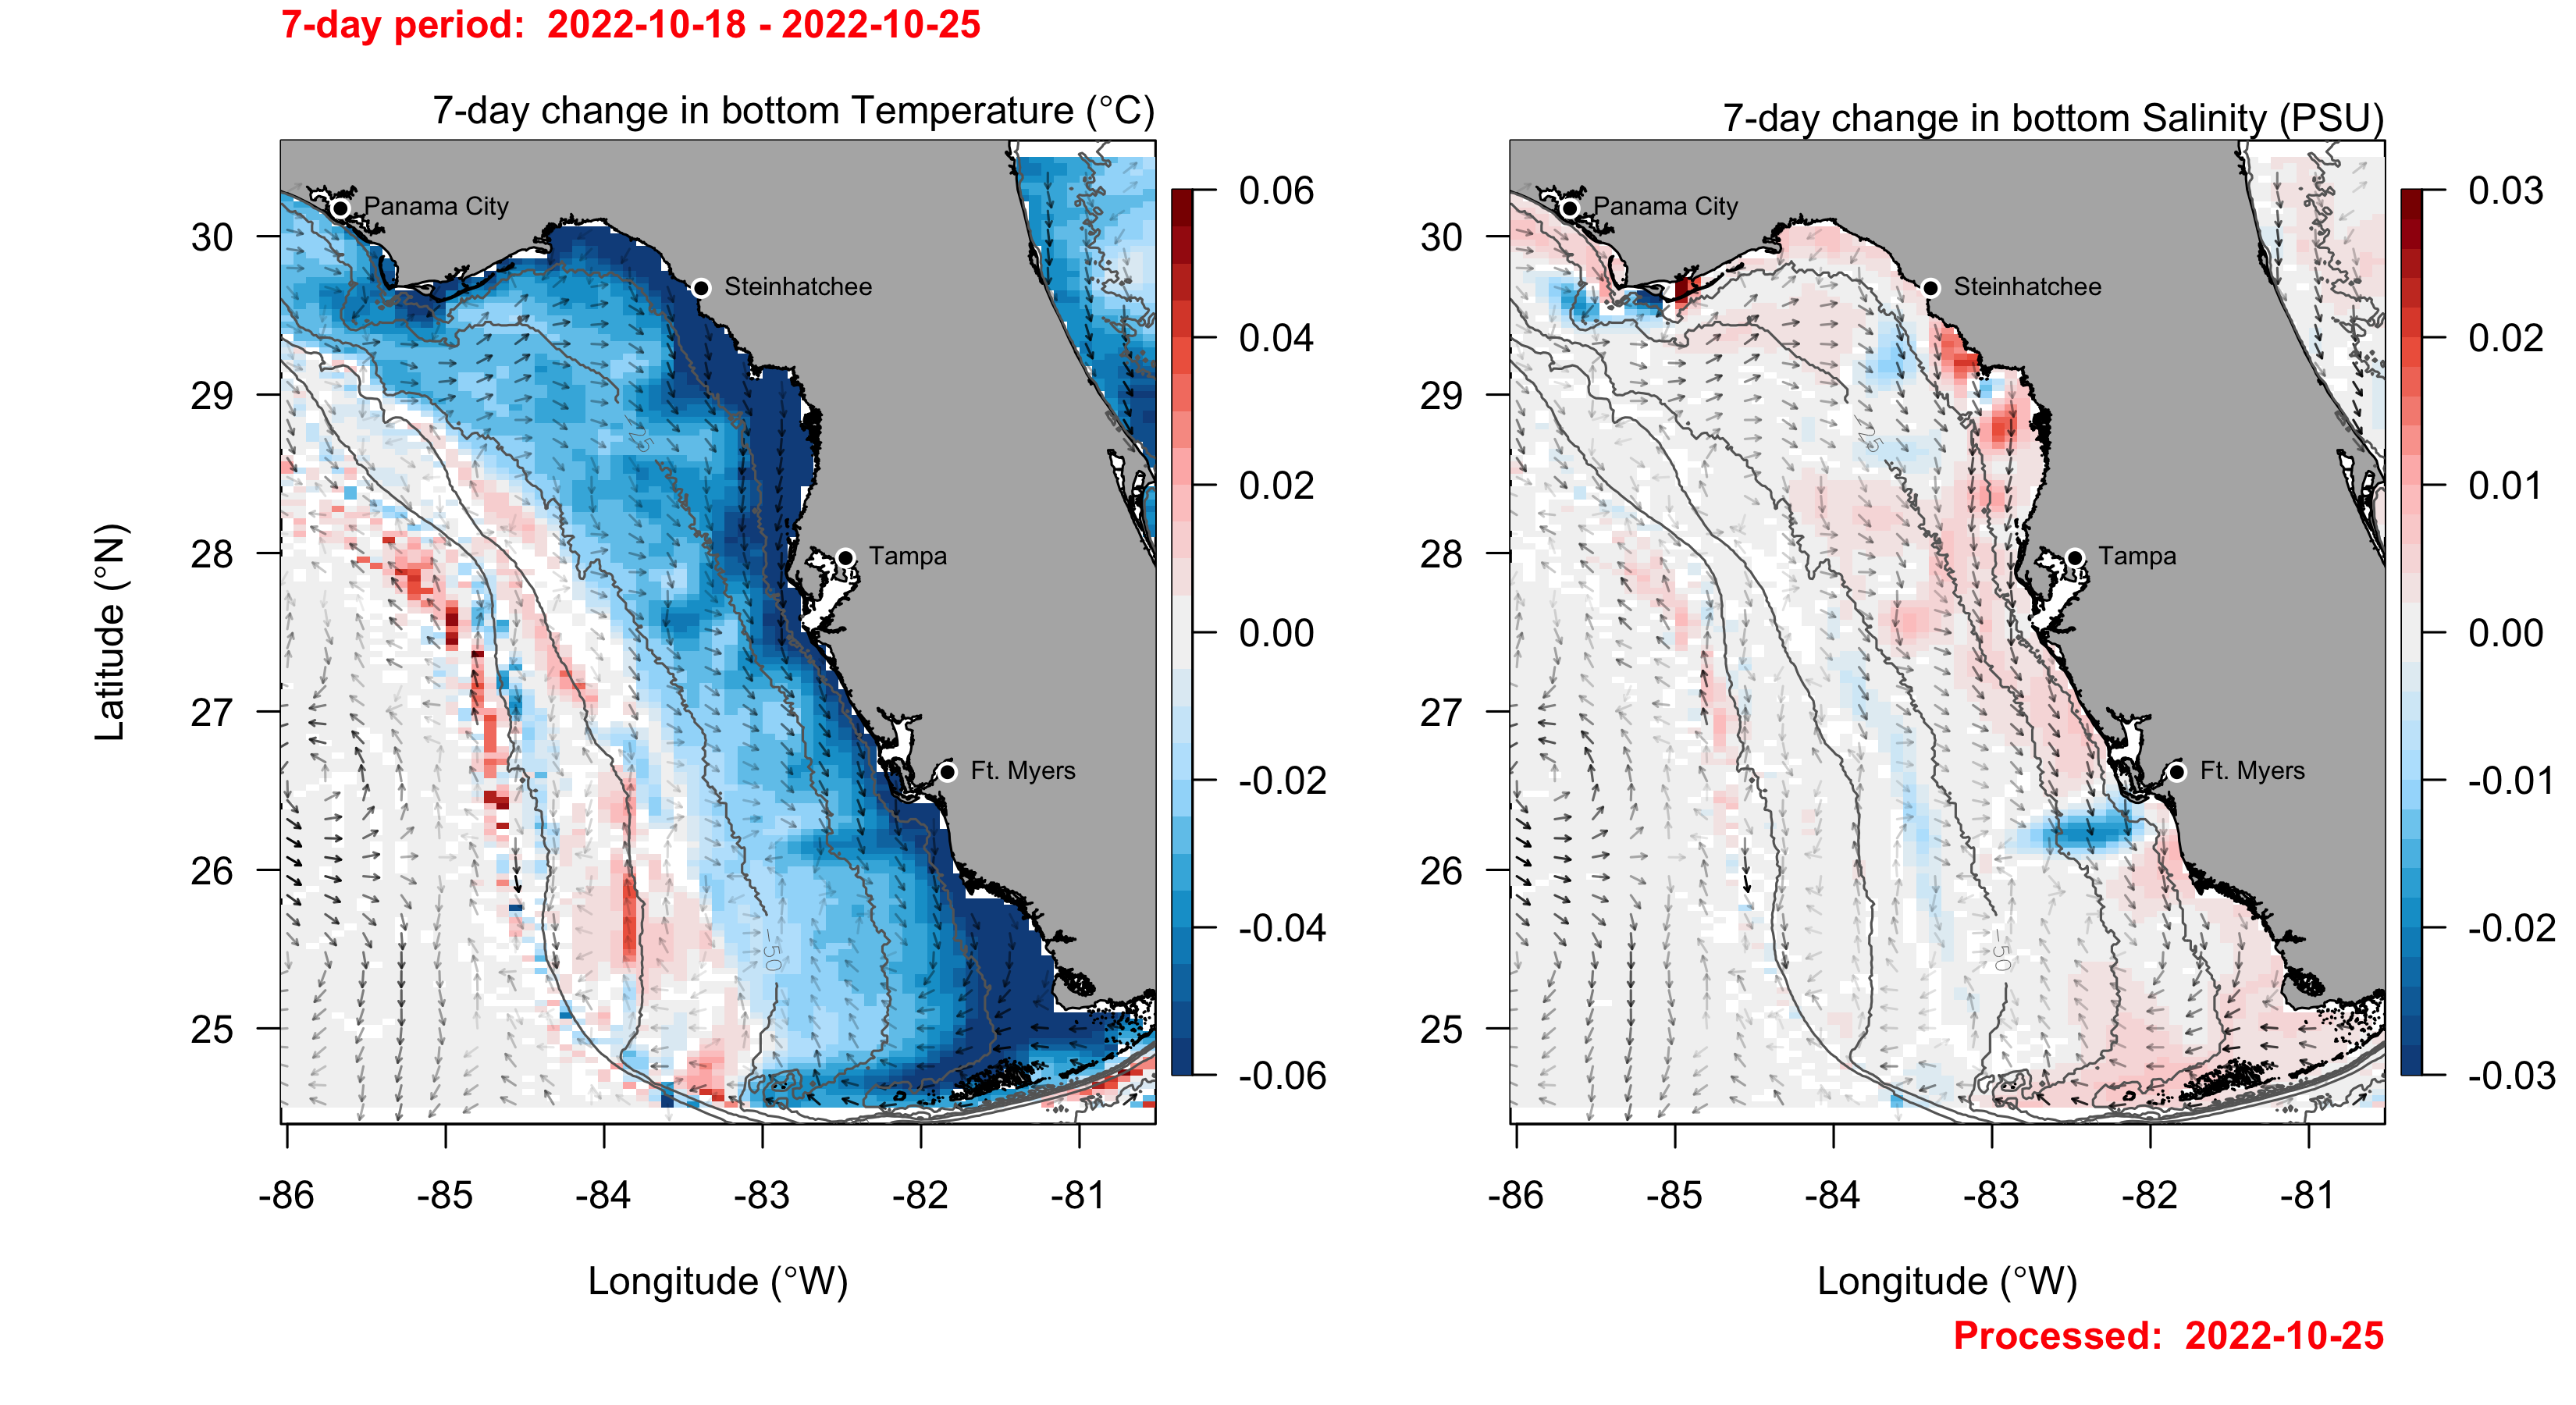 7-day period:  2022-10-18 - 2022-10-25
7-day change in bottom Temperature (°C)
Panama City
Steinhatchee
Tampa
Ft. Myers
-25
-50
30
29
28
27
26
25
Latitude (°N)
-86
-85
-84
-83
-82
-81
Longitude (°W)
0.06
0.04
0.02
0.00
-0.02
-0.04
-0.06
7-day change in bottom Salinity (PSU)
Panama City
Steinhatchee
Tampa
Ft. Myers
-25
-50
30
29
28
27
26
25
-86
-85
-84
-83
-82
-81
Longitude (°W)
0.03
0.02
0.01
0.00
-0.01
-0.02
-0.03
Processed:  2022-10-25